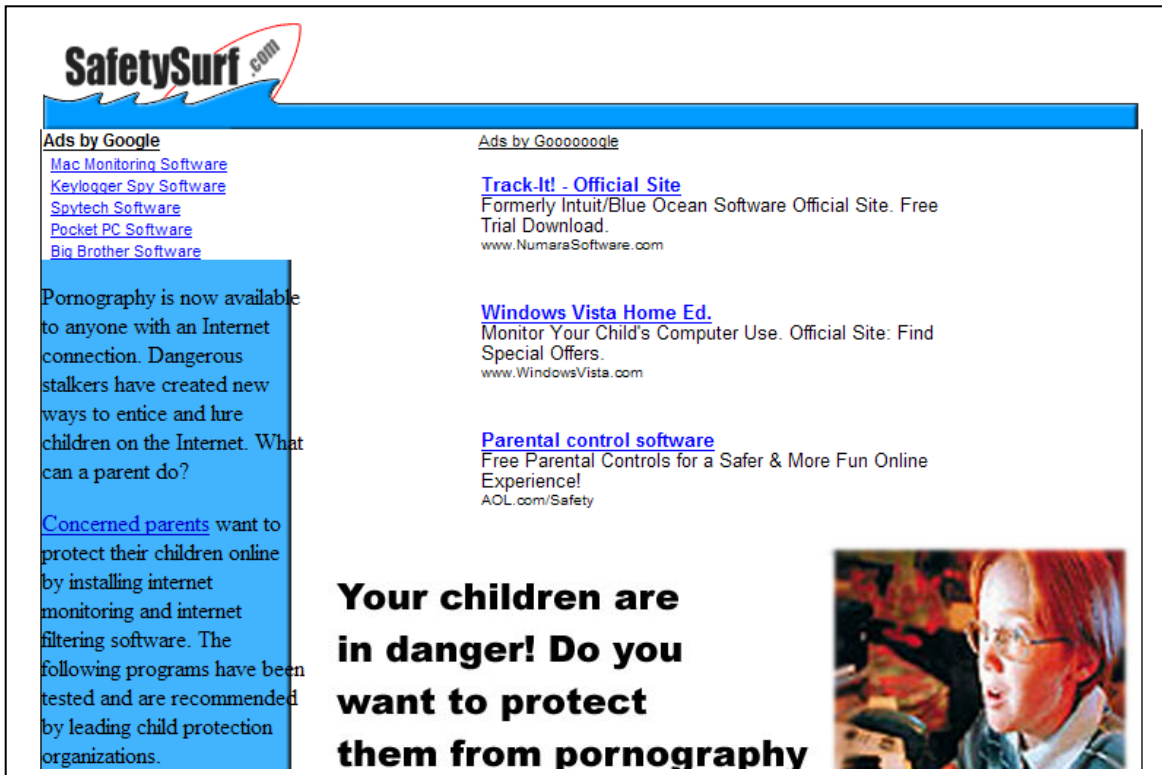 SafetySurf .com
Ads by Google
Mac Monitoring Software
Keylogger Spy Software
Spytech Software
Pocket PC Software
Big Brother Software
Pornography is now available
to anyone with an Internet
connection. Dangerous
stalkers have created new
ways to entice and lure
children on the Internet. What
can a parent do?
Concerned parents want to
protect their children online
by installing internet
monitoring and internet
filtering software. The
following programs have been
tested and are recommended
by leading child protection
organizations.
Ads by Goooooogle
Track-It! - Official Site
Formerly Intuit/Blue Ocean Software Official Site. Free
Trial Download.
www.NumaraSoftware.com
Windows Vista Home Ed.
Monitor Your Child's Computer Use. Official Site: Find
Special Offers.
www.WindowsVista.com
Parental control software
Free Parental Controls for a Safer & More Fun Online
Experience!
AOL.com/Safety
Your children are
in danger! Do you
want to protect
them from pornography